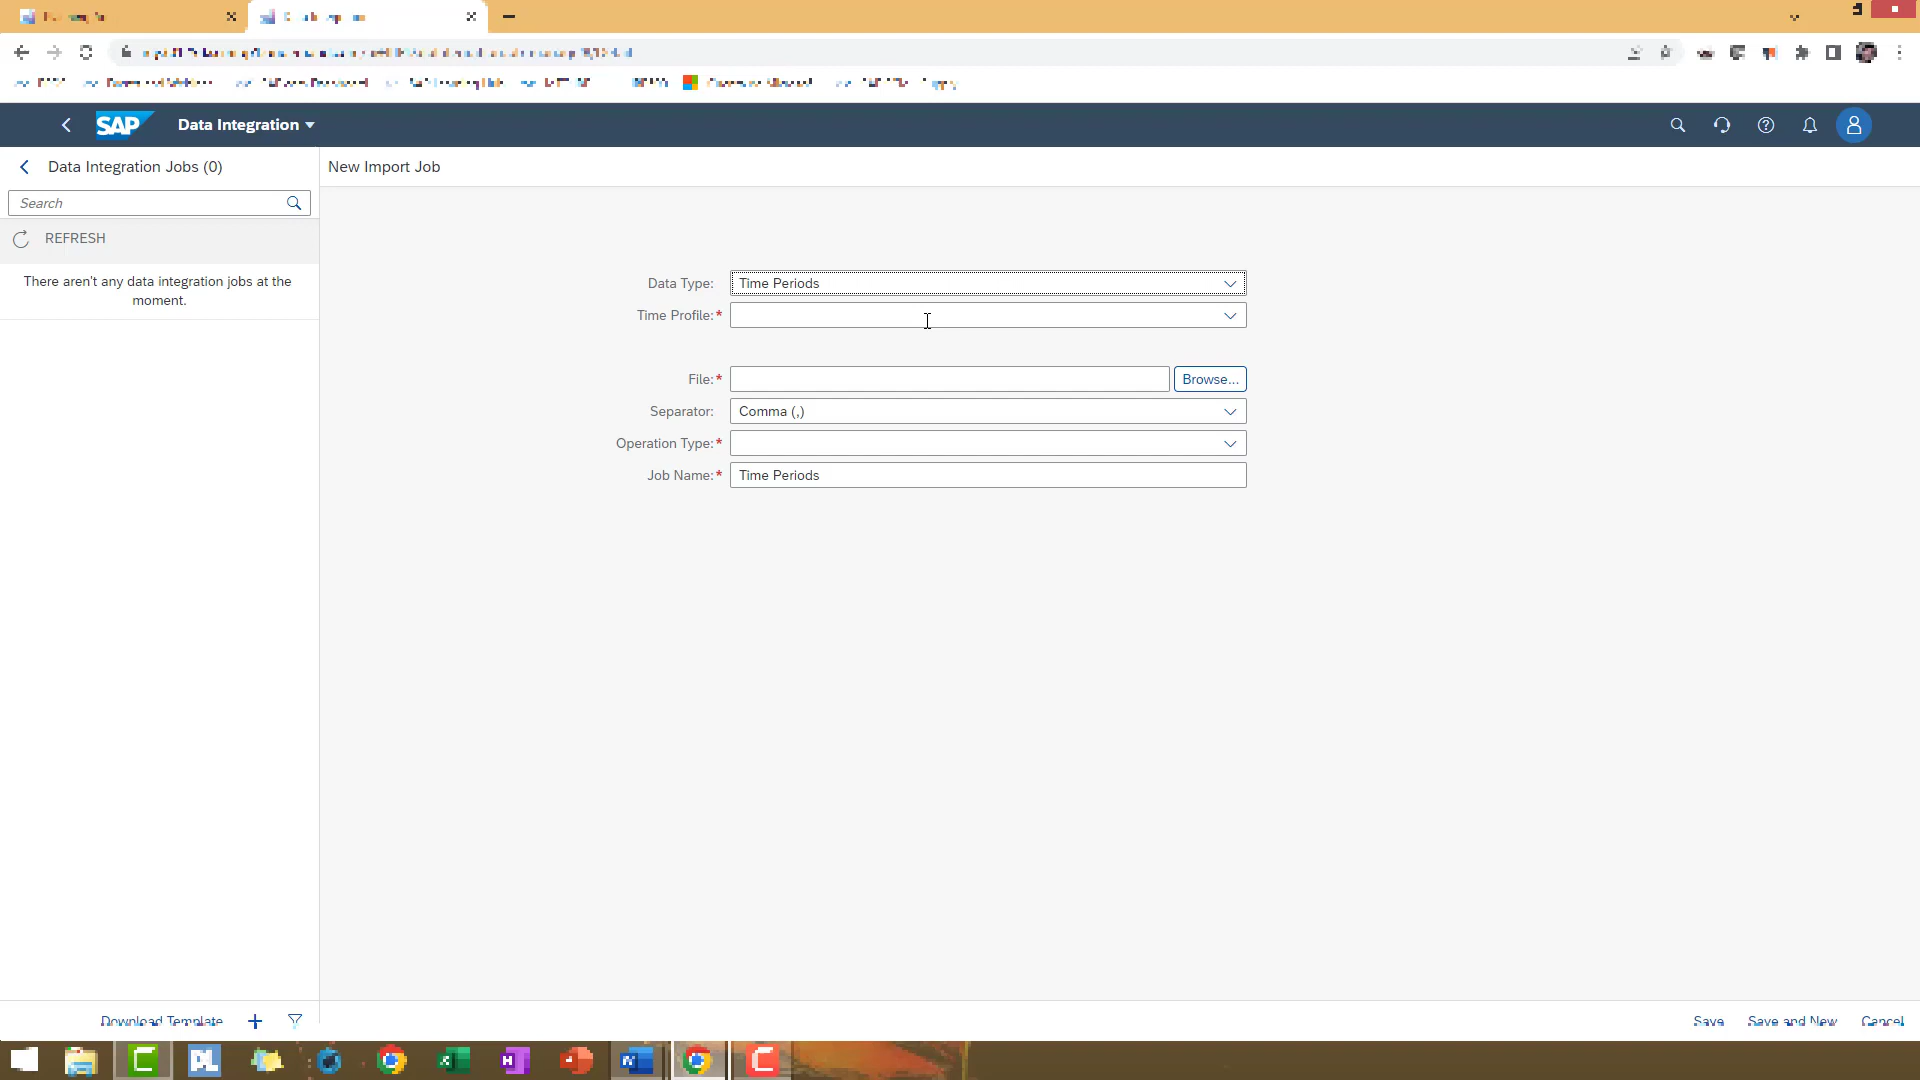 SAP
Data Integration
Data Integration Jobs (0)
New Import Job
Search
REFRESH
There aren't any data integration jobs at the
moment.
Data Type: Time Periods
Time Profile:*
File:* Browse...
Separator: Comma (,)
Operation Type:*
Job Name:* Time Periods
Download Template
Save Save and New Cancel